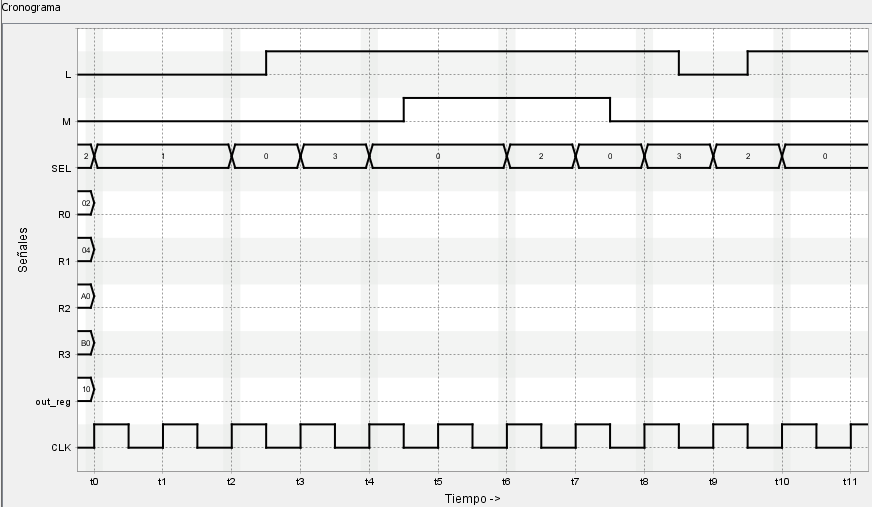 Cronograma
L
M
SEL 2 1 0 3 0 2 0 3 2 0
R0 02
R1 04
R2 A0
R3 B0
out_reg 10
CLK
Señales
t0 t1 t2 t3 t4 t5 t6 t7 t8 t9 t10 t11
Tiempo ->